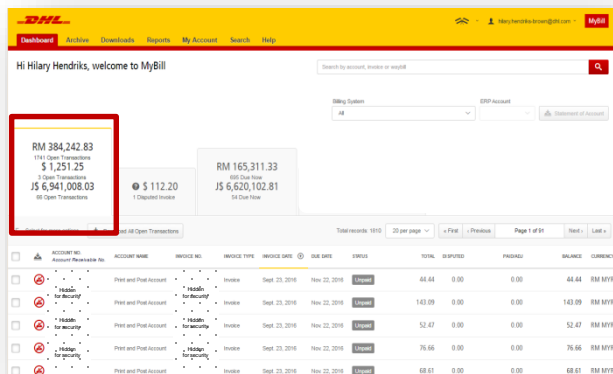 DHL
hilary.hendriks-brown@dhl.com
MyBill
Dashboard Archive Downloads Reports My Account Search Help
Hi Hilary Hendriks, welcome to MyBill
Search by account, invoice or waybill
Billing System
ERP Account
All
Statement of Account
RM 384,242.83
1741 Open Transactions
$ 1,251.25
3 Open Transactions
J$ 6,941,008.03
95 Open Transactions
$ 112.20
1 Disputed Invoice
RM 165,311.33
695 Due Now
J$ 6,620,102.81
54 Due Now
All Open Transactions
Total records: 1810 20 per page « First ‹ Previous Page 1 of 91 Next › Last »
ACCOUNT NO. ACCOUNT NAME INVOICE NO. INVOICE TYPE INVOICE DATE DUE DATE STATUS TOTAL DISPUTED PAID/ADJ BALANCE CURRENCY
Account Receivable No.
Hidden for security Print and Post Account Hidden for security Invoice Sept. 23, 2016 Nov. 22, 2016 Unpaid 44.44 0.00 0.00 44.44 RM MYR
Print and Post Account Invoice Sept. 23, 2016 Nov. 22, 2016 Unpaid 143.09 0.00 0.00 143.09 RM MYR
Hidden for security Print and Post Account Hidden for security Invoice Sept. 23, 2016 Nov. 22, 2016 Unpaid 52.47 0.00 0.00 52.47 RM MYR
Hidden for security Print and Post Account Hidden for security Invoice Sept. 23, 2016 Nov. 22, 2016 Unpaid 76.66 0.00 0.00 76.66 RM MYR
Print and Post Account Invoice Sept. 23, 2016 Nov. 22, 2016 Unpaid 68.61 0.00 0.00 68.61 RM MYR